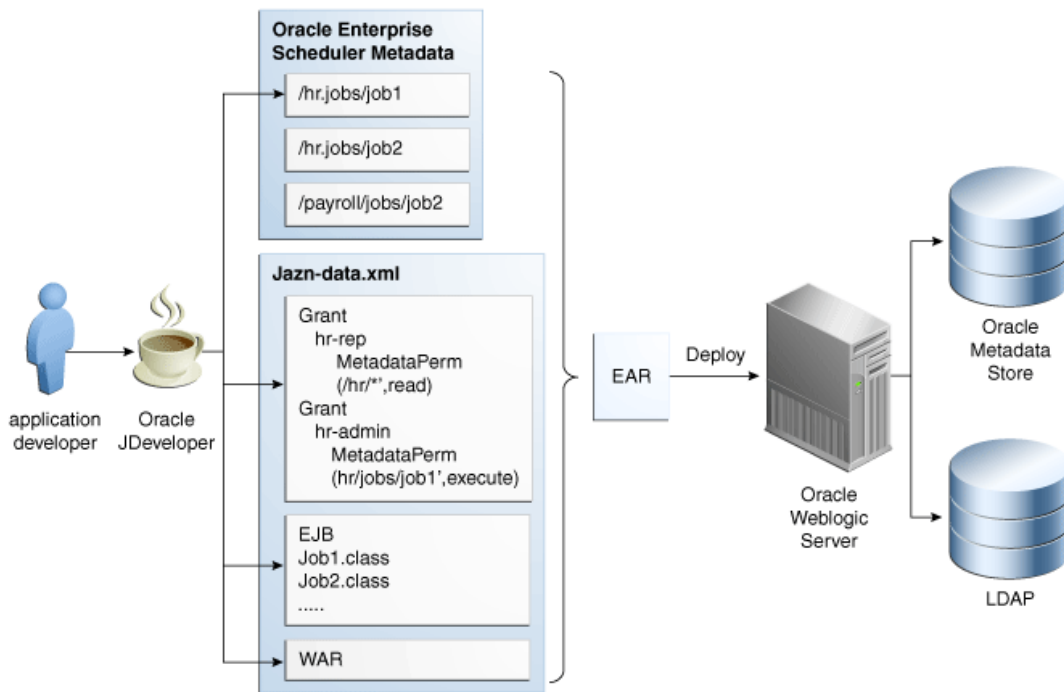 Oracle Enterprise
Scheduler Metadata
/hr.jobs/job1
/hr.jobs/job2
/payroll/jobs/job2
Jazn-data.xml
Grant
hr-rep
MetadataPerm
(/hr/*’,read)
Grant
hr-admin
MetadataPerm
(hr/jobs/job1’,execute)
EJB
Job1.class
Job2.class
.....
WAR
application
developer
Oracle
JDeveloper
EAR
Deploy
Oracle
Weblogic
Server
Oracle
Metadata
Store
LDAP